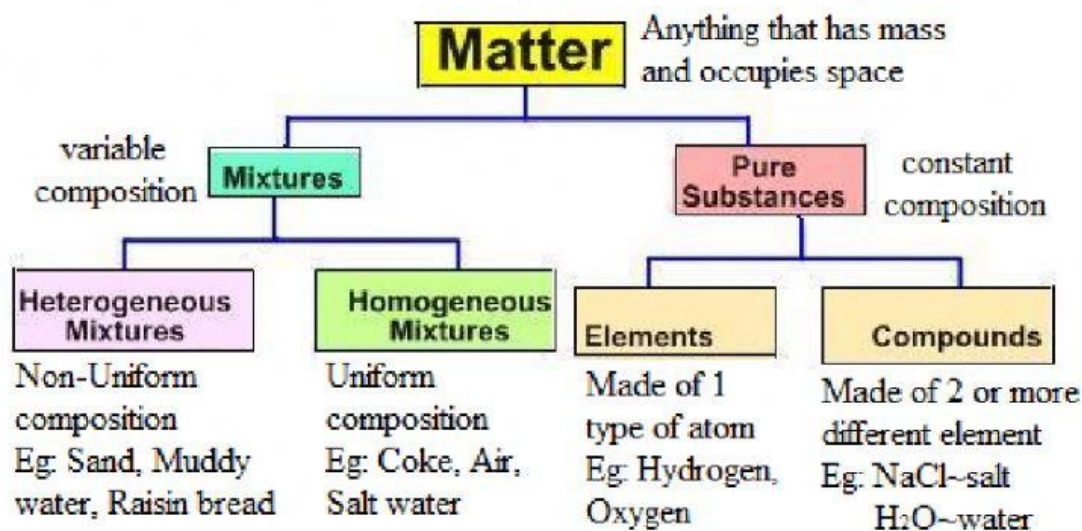 Matter
Anything that has mass
and occupies space
variable
composition
Mixtures
Pure
Substances
constant
composition
Heterogeneous
Mixtures
Homogeneous
Mixtures
Elements
Compounds
Non-Uniform
composition
Eg: Sand, Muddy
water, Raisin bread
Uniform
composition
Eg: Coke, Air,
Salt water
Made of 1
type of atom
Eg: Hydrogen,
Oxygen
Made of 2 or more
different element
Eg: NaCl~salt
H₂O~water